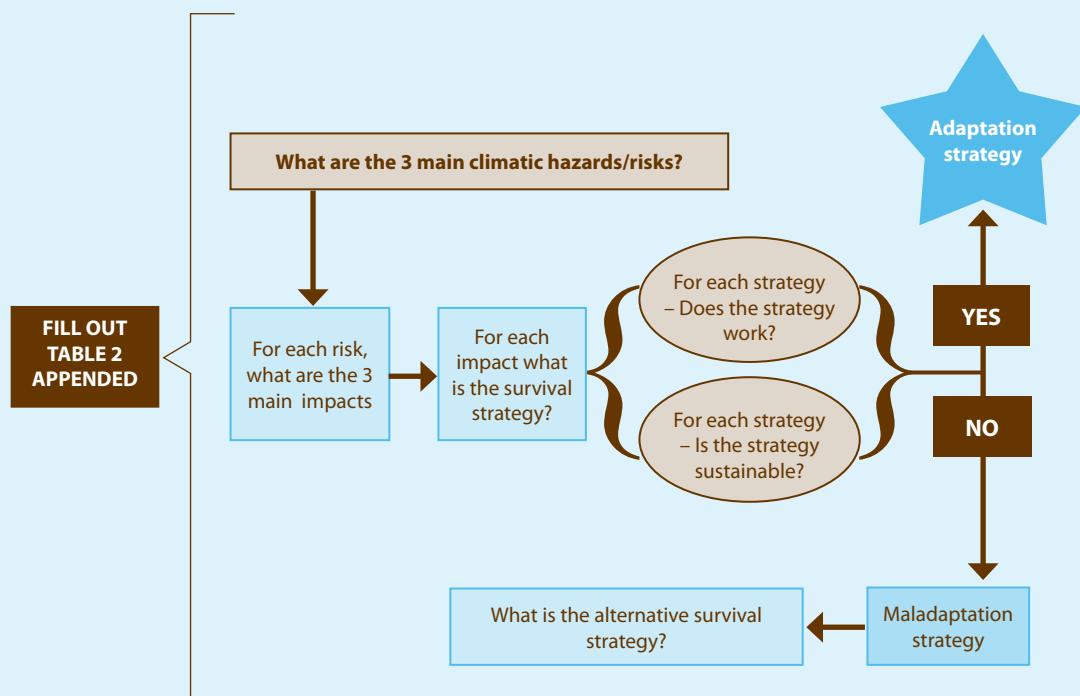 FILL OUT
TABLE 2
APPENDED
What are the 3 main climatic hazards/risks?
For each risk,
what are the 3
main impacts
For each
impact what
is the survival
strategy?
For each strategy
– Does the strategy
work?
For each strategy
– Is the strategy
sustainable?
YES
Adaptation
strategy
NO
Maladaptation
strategy
What is the alternative survival
strategy?